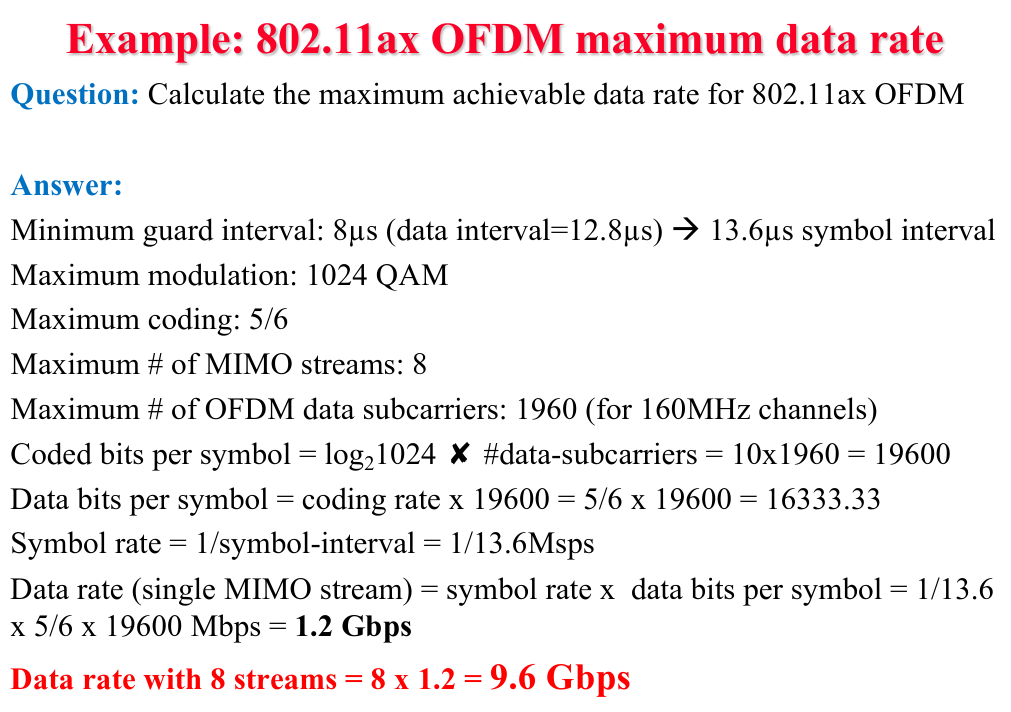 Example: 802.11ax OFDM maximum data rate
Question: Calculate the maximum achievable data rate for 802.11ax OFDM
Answer:
Minimum guard interval: 8µs (data interval=12.8µs) → 13.6µs symbol interval
Maximum modulation: 1024 QAM
Maximum coding: 5/6
Maximum # of MIMO streams: 8
Maximum # of OFDM data subcarriers: 1960 (for 160MHz channels)
Coded bits per symbol = log₂1024 ✘ #data-subcarriers = 10x1960 = 19600
Data bits per symbol = coding rate x 19600 = 5/6 x 19600 = 16333.33
Symbol rate = 1/symbol-interval = 1/13.6Msps
Data rate (single MIMO stream) = symbol rate x data bits per symbol = 1/13.6
x 5/6 x 19600 Mbps = 1.2 Gbps
Data rate with 8 streams = 8 x 1.2 = 9.6 Gbps